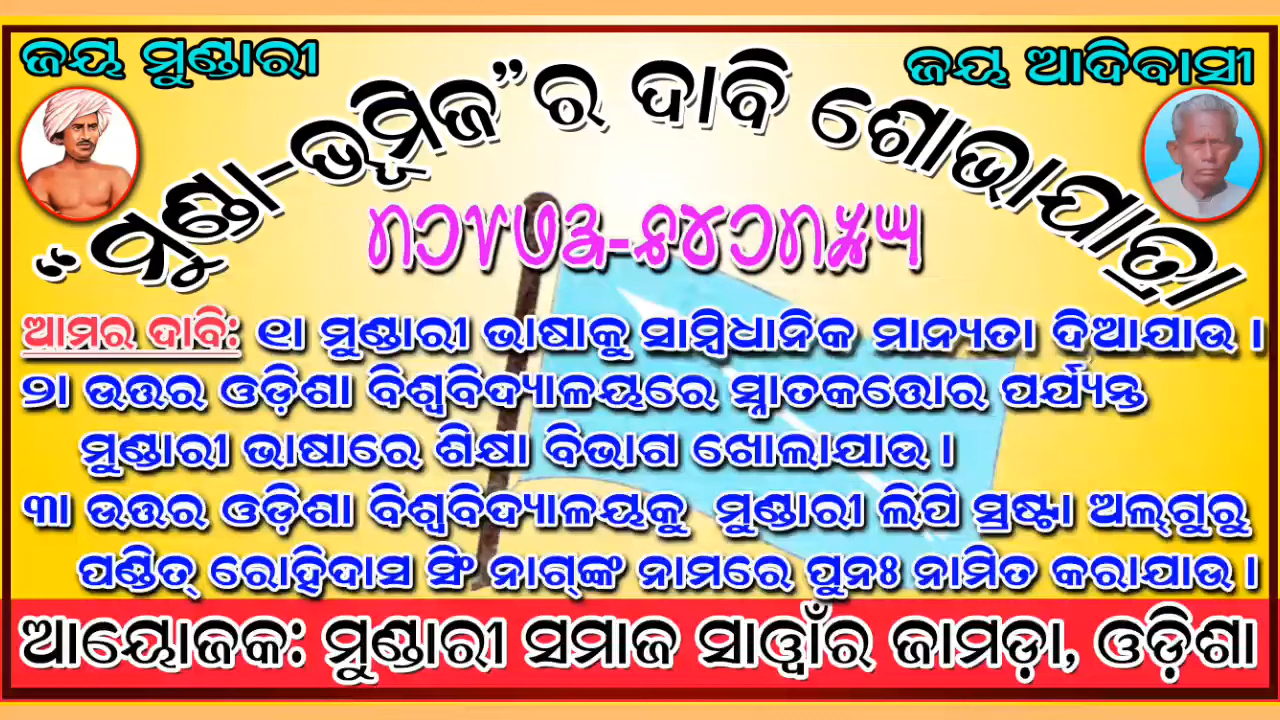 ଜୟ ମୁଣ୍ଡାରୀ
ଜୟ ଆଦିବାସୀ
“ମୁଣ୍ଡା-ଭୂମିଜ”ର ଦାବି ଶୋଭାଯାତ୍ରା
ଆମର ଦାବି: ୧। ମୁଣ୍ଡାରୀ ଭାଷାକୁ ସାମ୍ବିଧାନିକ ମାନ୍ୟତା ଦିଆଯାଉ ।
୨। ଉତ୍ତର ଓଡ଼ିଶା ବିଶ୍ୱବିଦ୍ୟାଳୟରେ ସ୍ନାତକତ୍ତୋର ପର୍ଯ୍ୟନ୍ତ
ମୁଣ୍ଡାରୀ ଭାଷାରେ ଶିକ୍ଷା ବିଭାଗ ଖୋଲାଯାଉ ।
୩। ଉତ୍ତର ଓଡ଼ିଶା ବିଶ୍ୱବିଦ୍ୟାଳୟକୁ ମୁଣ୍ଡାରୀ ଲିପି ସ୍ରଷ୍ଟା ଅଲ୍‌ଗୁରୁ
ପଣ୍ଡିତ୍ ରୋହିଦାସ ସିଂ ନାଗ୍‌ଙ୍କ ନାମରେ ପୁନଃ ନାମିତ କରାଯାଉ ।
ଆୟୋଜକ: ମୁଣ୍ଡାରୀ ସମାଜ ସାୱାଁର ଜାମଡ଼ା, ଓଡ଼ିଶା